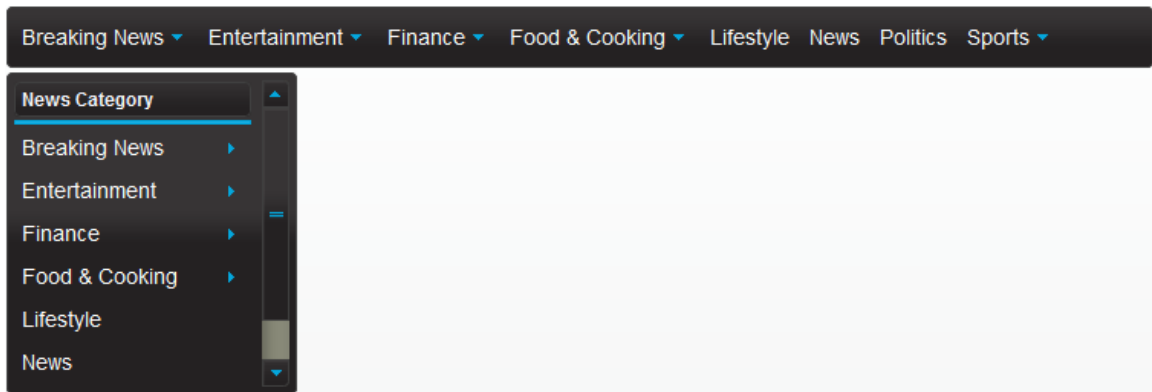 Breaking News Entertainment Finance Food & Cooking Lifestyle News Politics Sports
News Category
Breaking News
Entertainment
Finance
Food & Cooking
Lifestyle
News